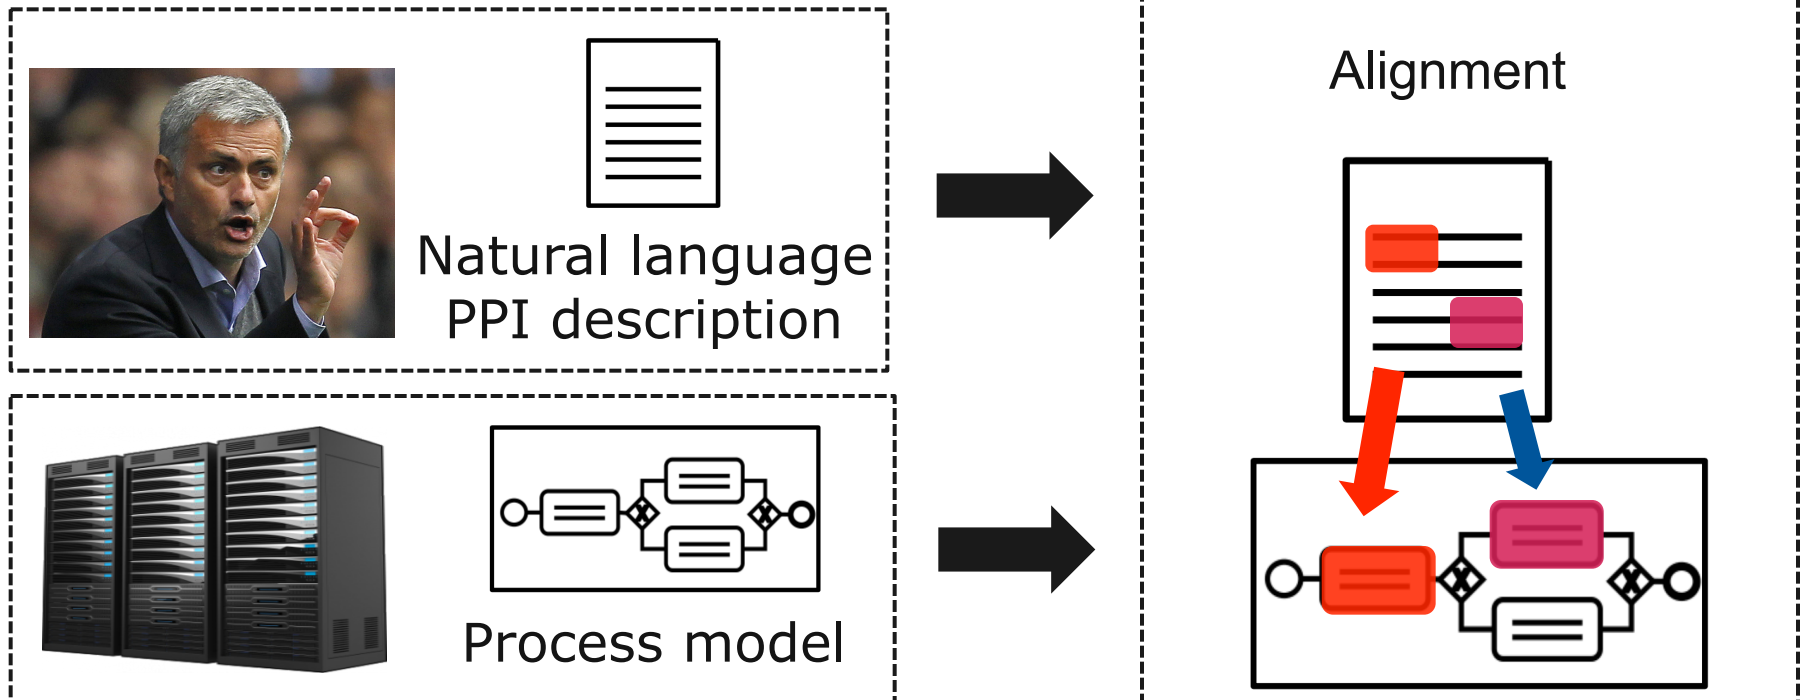 Natural language
PPI description
Process model
Alignment